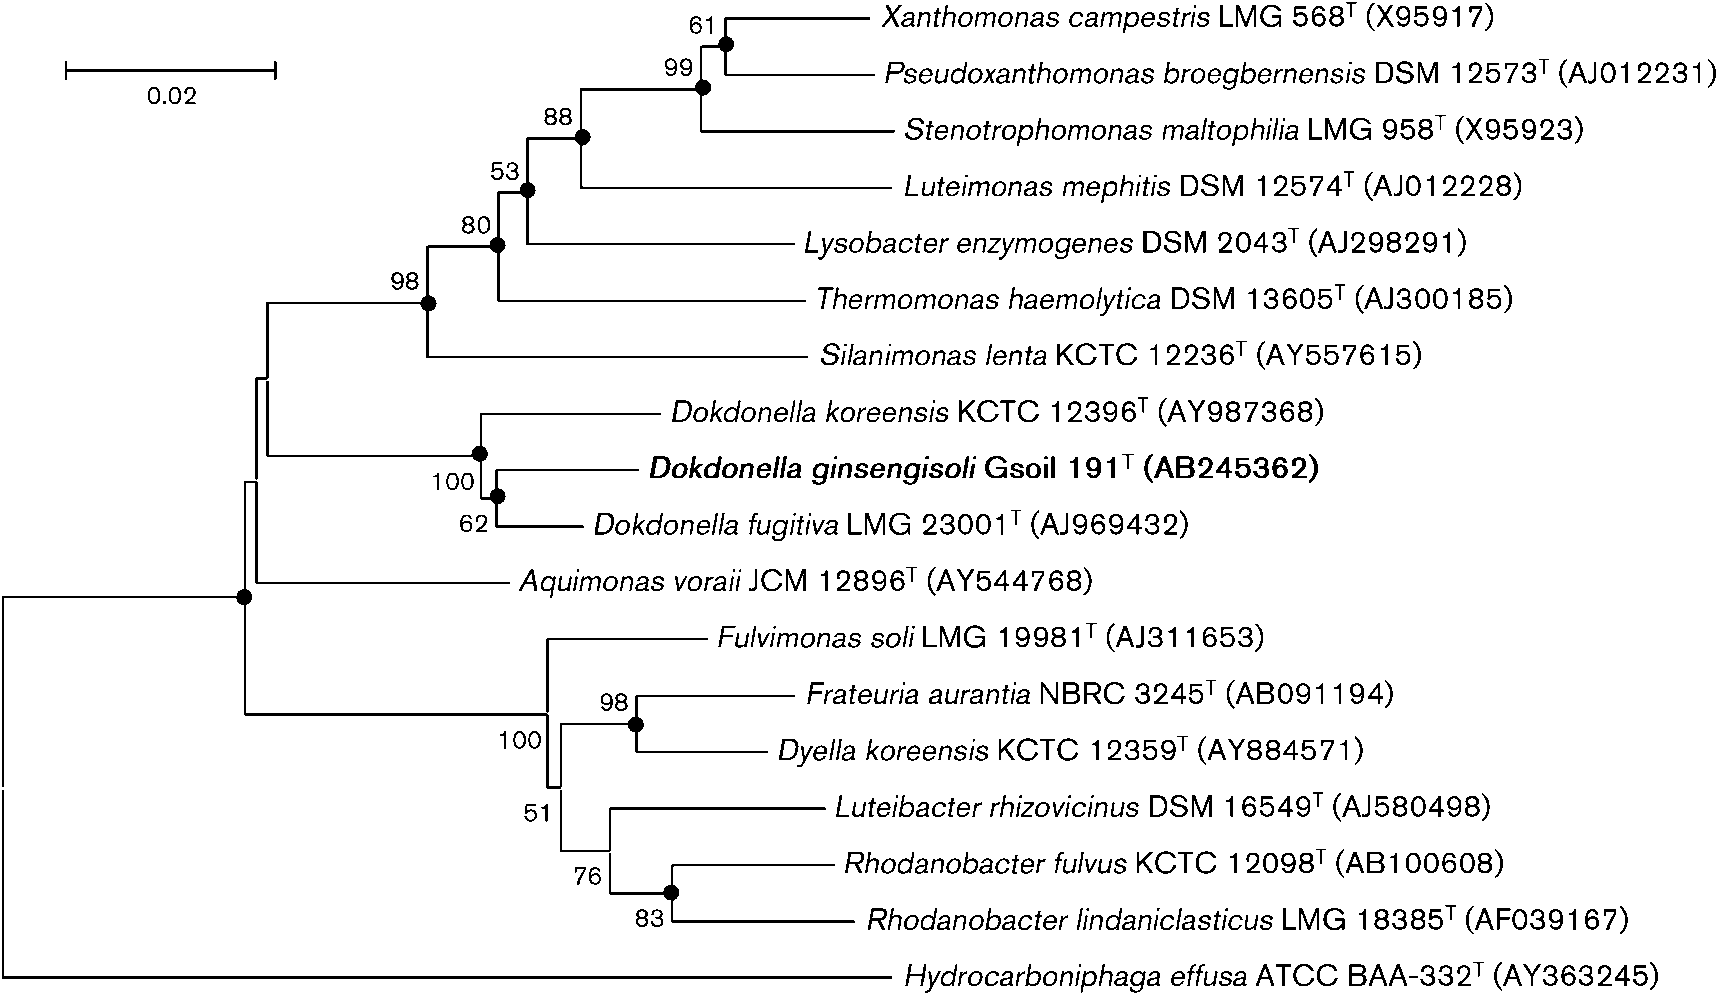 61
Xanthomonas campestris LMG 568T (X95917)
0.02
99
Pseudoxanthomonas broegbernensis DSM 12573T (AJ012231)
88
Stenotrophomonas maltophilia LMG 958T (X95923)
53
Luteimonas mephitis DSM 12574T (AJ012228)
80
Lysobacter enzymogenes DSM 2043T (AJ298291)
98
Thermomonas haemolytica DSM 13605T (AJ300185)
Silanimonas lenta KCTC 12236T (AY557615)
Dokdonella koreensis KCTC 12396T (AY987368)
100
Dokdonella ginsengisoli Gsoil 191T (AB245362)
62
Dokdonella fugitiva LMG 23001T (AJ969432)
Aquimonas voraii JCM 12896T (AY544768)
Fulvimonas soli LMG 19981T (AJ311653)
98
Frateuria aurantia NBRC 3245T (AB091194)
100
Dyella koreensis KCTC 12359T (AY884571)
51
Luteibacter rhizovicinus DSM 16549T (AJ580498)
76
Rhodanobacter fulvus KCTC 12098T (AB100608)
83
Rhodanobacter lindaniclasticus LMG 18385T (AF039167)
Hydrocarboniphaga effusa ATCC BAA-332T (AY363245)